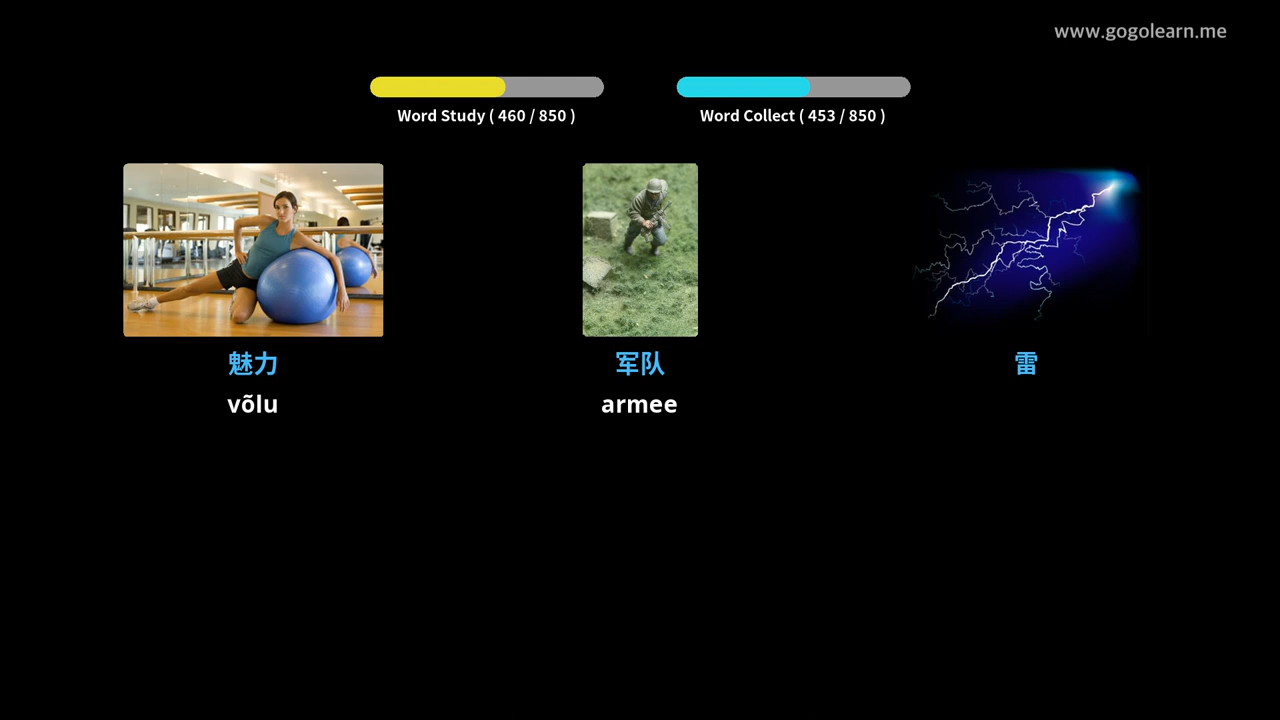 www.gogolearn.me
Word Study ( 460 / 850 )
Word Collect ( 453 / 850 )
魅力
võlu
军队
armee
雷